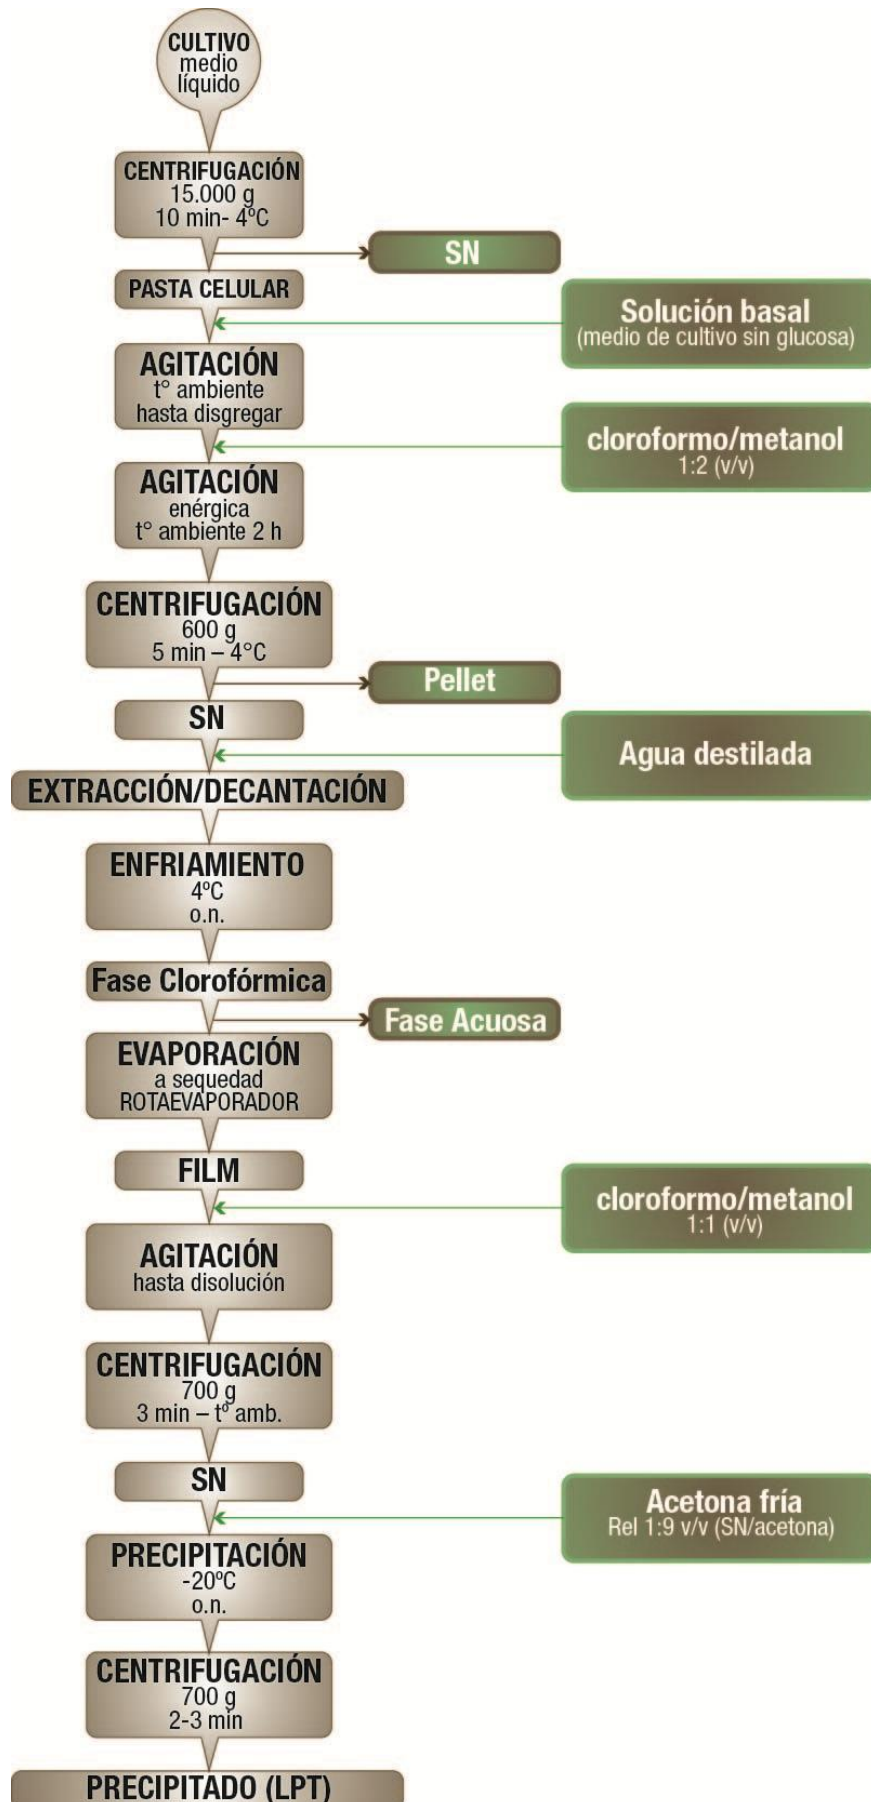 CULTIVO
medio
líquido
CENTRIFUGACIÓN
15.000 g
10 min- 4ºC
SN
PASTA CELULAR
Solución basal
(medio de cultivo sin glucosa)
AGITACIÓN
t° ambiente
hasta disgregar
cloroformo/metanol
1:2 (v/v)
AGITACIÓN
enérgica
t° ambiente 2 h
CENTRIFUGACIÓN
600 g
5 min – 4°C
Pellet
SN
Agua destilada
EXTRACCIÓN/DECANTACIÓN
ENFRIAMIENTO
4ºC
o.n.
Fase Clorofórmica
Fase Acuosa
EVAPORACIÓN
a sequedad
ROTAEVAPORADOR
FILM
cloroformo/metanol
1:1 (v/v)
AGITACIÓN
hasta disolución
CENTRIFUGACIÓN
700 g
3 min – tº amb.
SN
Acetona fría
Rel 1:9 v/v (SN/acetona)
PRECIPITACIÓN
-20ºC
o.n.
CENTRIFUGACIÓN
700 g
2-3 min
PRECIPITADO (LPT)